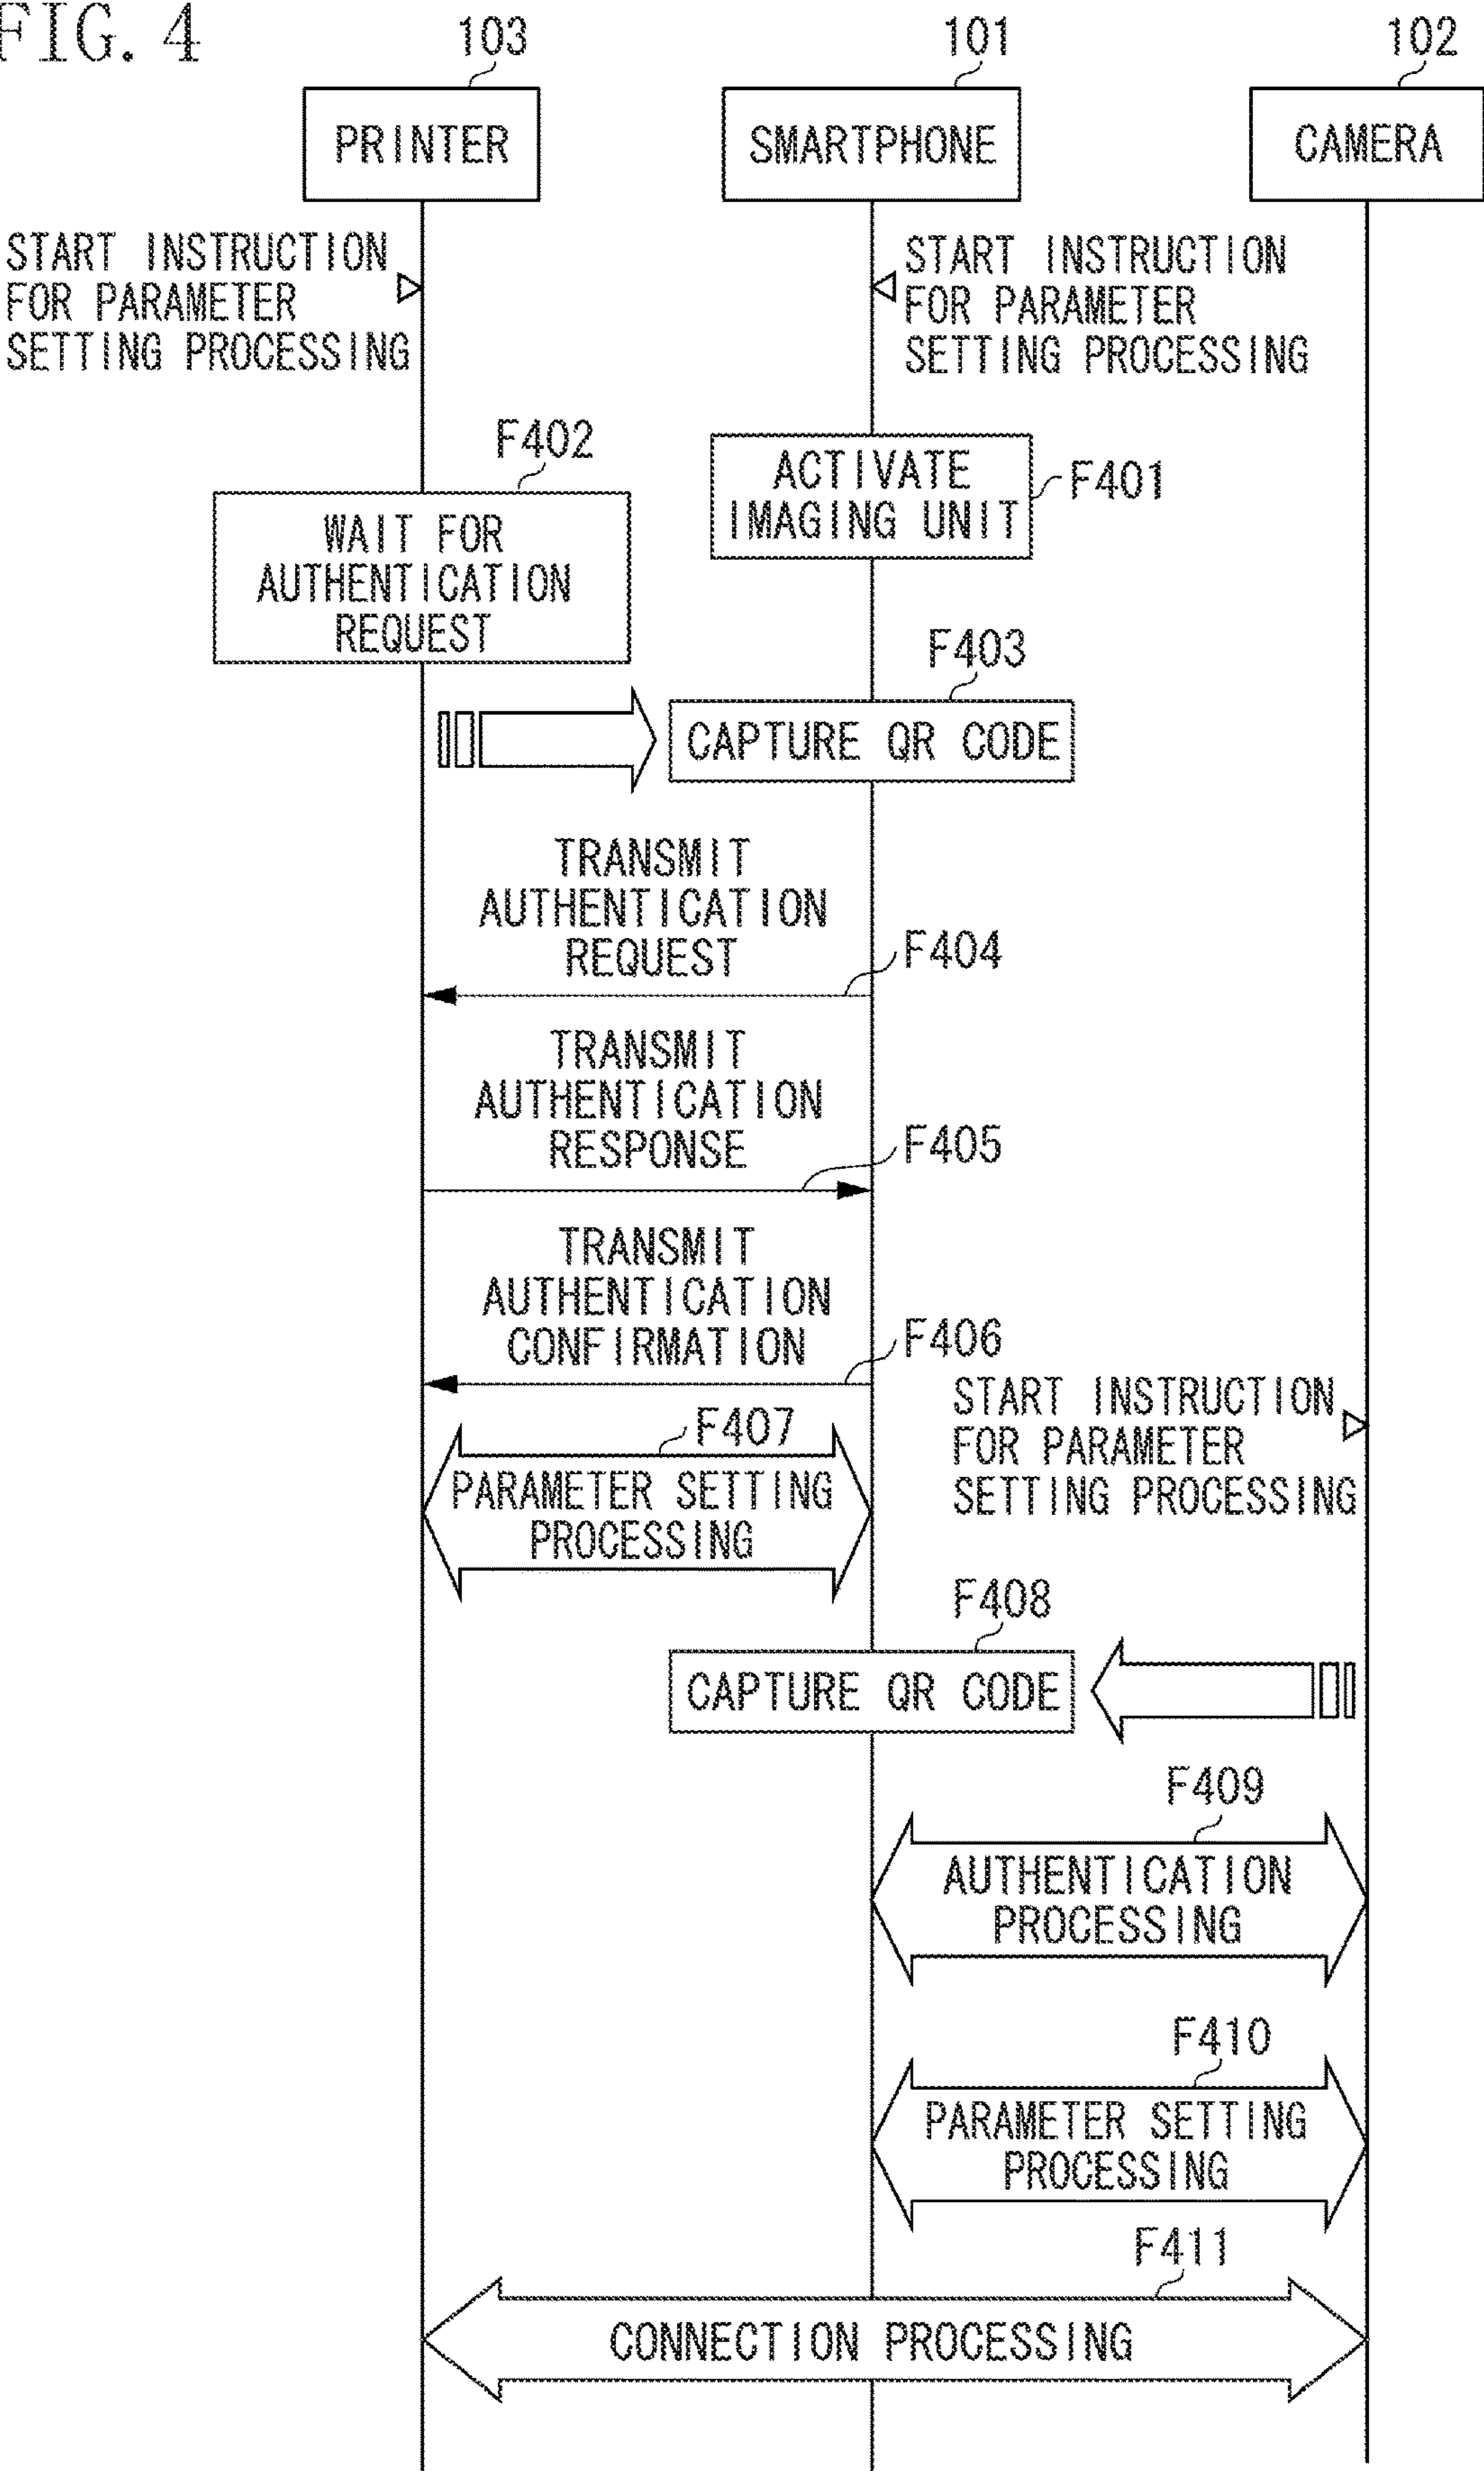 FIG. 4
103
101
102
PRINTER
SMARTPHONE
CAMERA
START INSTRUCTION
FOR PARAMETER
SETTING PROCESSING
START INSTRUCTION
FOR PARAMETER
SETTING PROCESSING
F402
WAIT FOR
AUTHENTICATION
REQUEST
ACTIVATE
IMAGING UNIT
F401
F403
CAPTURE QR CODE
TRANSMIT
AUTHENTICATION
REQUEST
F404
TRANSMIT
AUTHENTICATION
RESPONSE
F405
TRANSMIT
AUTHENTICATION
CONFIRMATION
F406
START INSTRUCTION
FOR PARAMETER
SETTING PROCESSING
F407
PARAMETER SETTING
PROCESSING
F408
CAPTURE QR CODE
F409
AUTHENTICATION
PROCESSING
F410
PARAMETER SETTING
PROCESSING
F411
CONNECTION PROCESSING